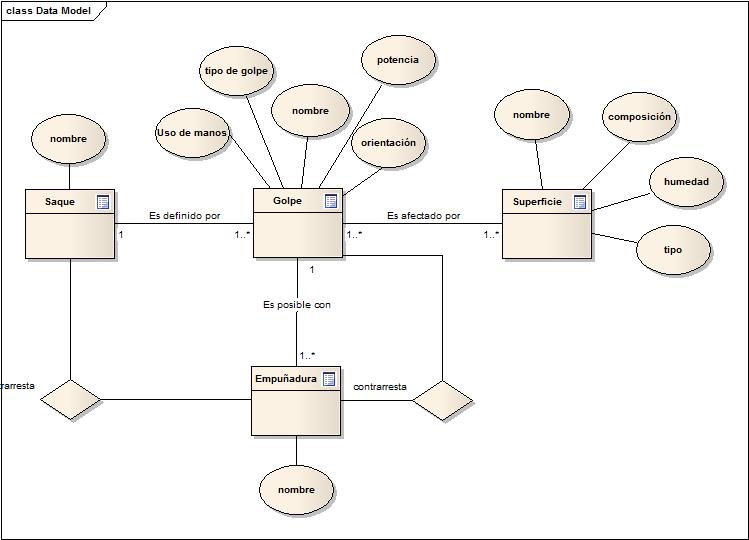 class Data Model
potencia
tipo de golpe
nombre
nombre
composición
Uso de manos
nombre
orientación
humedad
Saque
Golpe
Superficie
Es definido por
Es afectado por
1
1..*
1..*
1..*
tipo
1
Es posible con
1..*
Empuñadura
rarresta
contrarresta
nombre